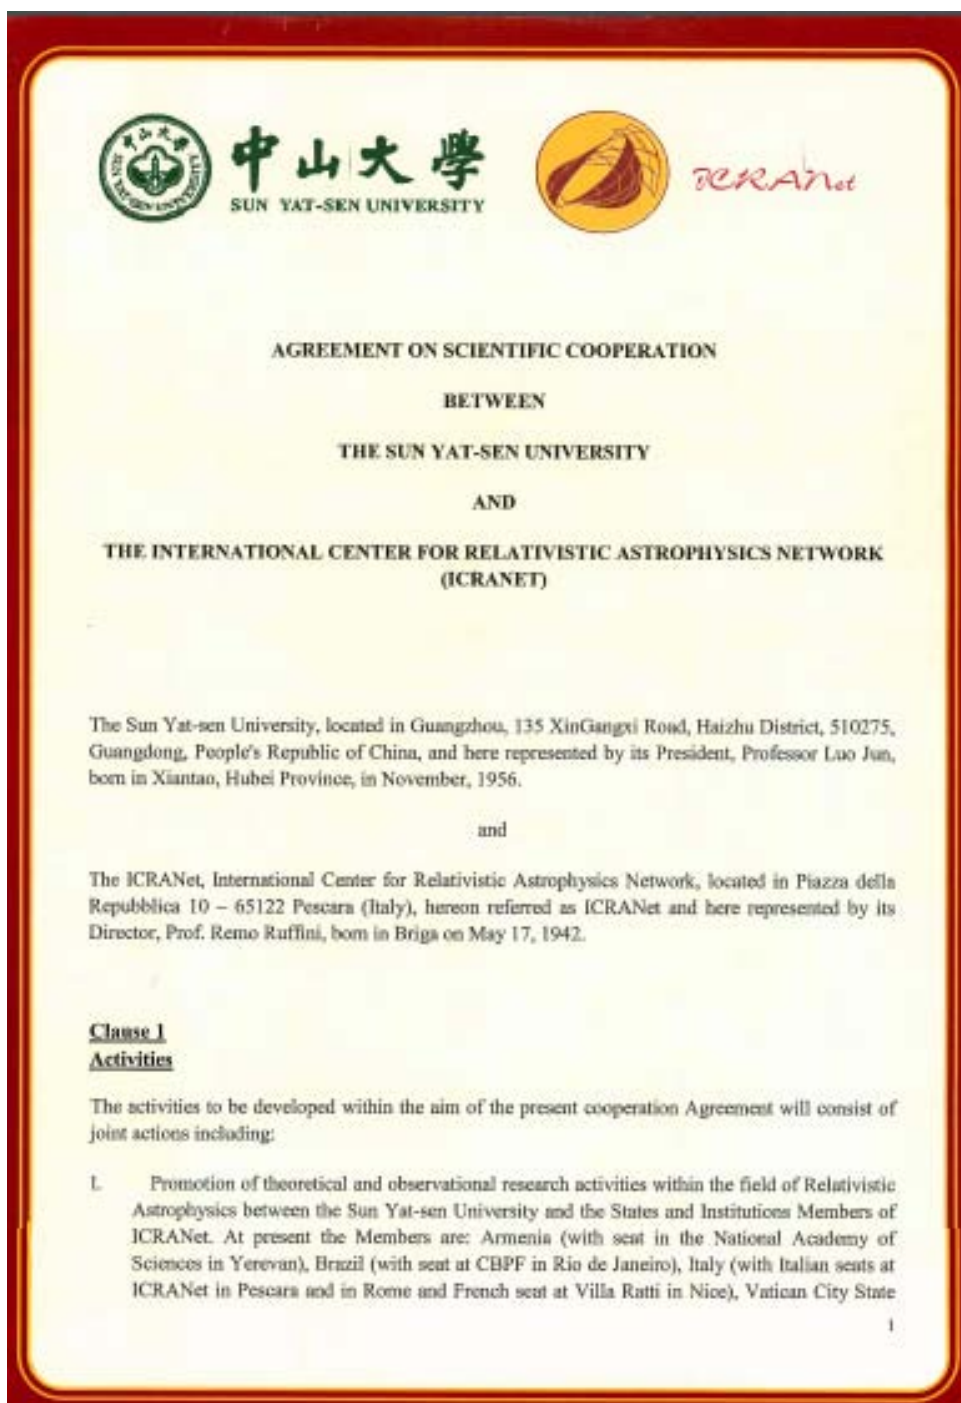 中山大學
SUN YAT-SEN UNIVERSITY
中山大學
SUN YAT-SEN UNIVERSITY
ICRANet
AGREEMENT ON SCIENTIFIC COOPERATION
BETWEEN
THE SUN YAT-SEN UNIVERSITY
AND
THE INTERNATIONAL CENTER FOR RELATIVISTIC ASTROPHYSICS NETWORK
(ICRANET)
The Sun Yat-sen University, located in Guangzhou, 135 XinGangxi Road, Haizhu District, 510275,
Guangdong, People's Republic of China, and here represented by its President, Professor Luo Jun,
born in Xiantao, Hubei Province, in November, 1956.
and
The ICRANet, International Center for Relativistic Astrophysics Network, located in Piazza della
Repubblica 10 – 65122 Pescara (Italy), hereon referred as ICRANet and here represented by its
Director, Prof. Remo Ruffini, born in Briga on May 17, 1942.
Clause 1
Activities
The activities to be developed within the aim of the present cooperation Agreement will consist of
joint actions including:
I. Promotion of theoretical and observational research activities within the field of Relativistic
Astrophysics between the Sun Yat-sen University and the States and Institutions Members of
ICRANet. At present the Members are: Armenia (with seat in the National Academy of
Sciences in Yerevan), Brazil (with seat at CBPF in Rio de Janeiro), Italy (with Italian seats at
ICRANet in Pescara and in Rome and French seat at Villa Ratti in Nice), Vatican City State
1